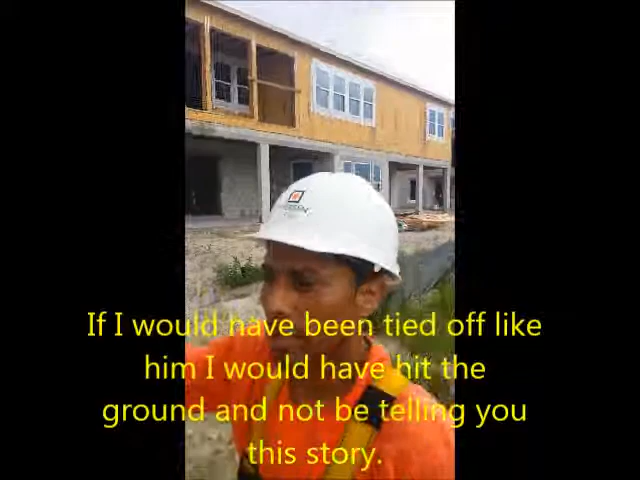 If I would have been tied off like
him I would have hit the
ground and not be telling you
this story.